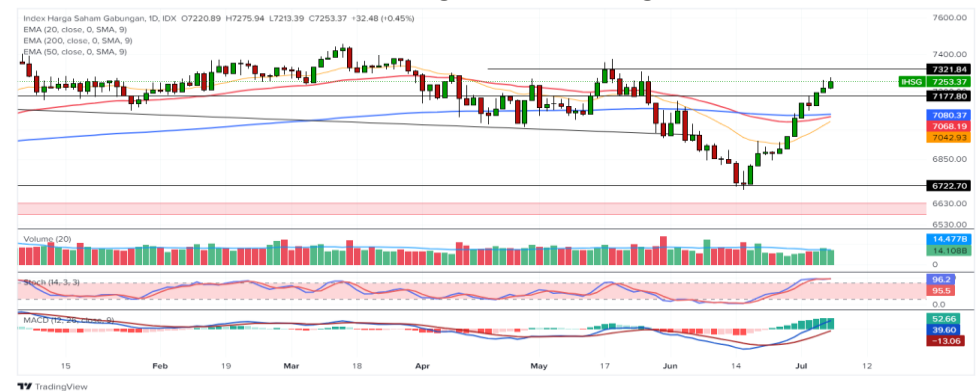 Index Harga Saham Gabungan, 1D, IDX O7220.89 H7275.94 L7213.39 C7253.37 +32.48 (+0.45%)
EMA (20, close, 0, SMA, 9)
EMA (200, close, 0, SMA, 9)
EMA (50, close, 0, SMA, 9)
7600.00
7400.00
7321.84
IHSG 7253.37
7177.80
7080.37
7068.19
7042.93
6850.00
6722.70
6630.00
6530.00
Volume (20)
14.477B
14.108B
0
Stoch (14, 3, 3)
96.2
95.5
0.0
MACD (12, 26, close, 9)
52.66
39.60
−13.06
15 Feb 19 Mar 18 Apr May 17 Jun 14 Jul 12
TradingView